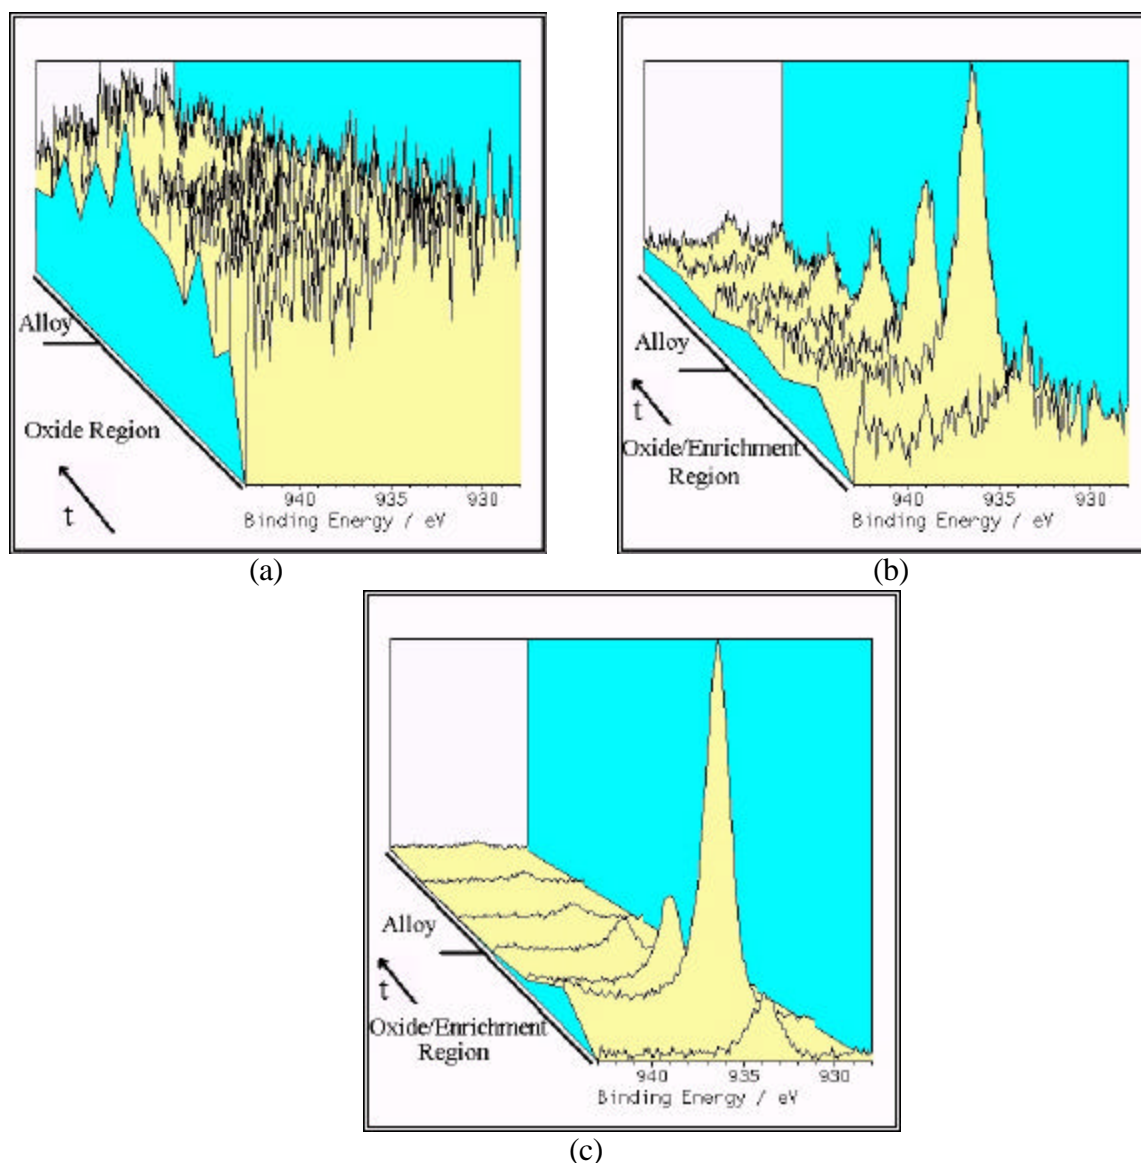 Alloy
Oxide Region
t
940 935 930
Binding Energy / eV
(a)
Alloy
t
Oxide/Enrichment
Region
940 935 930
Binding Energy / eV
(b)
Alloy
t
Oxide/Enrichment
Region
940 935 930
Binding Energy / eV
(c)